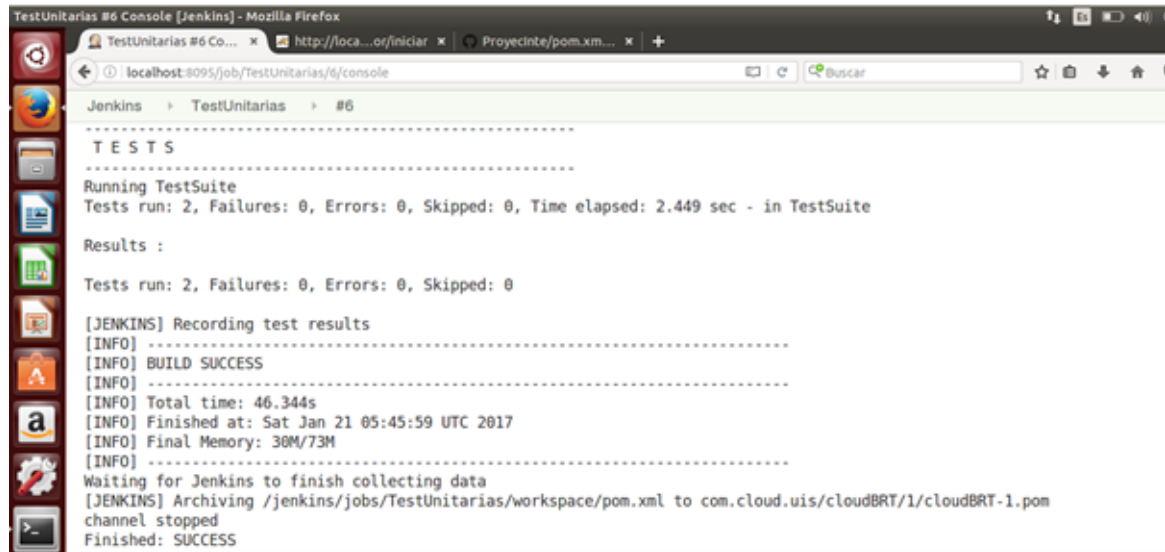 TestUnitarias #6 Console [Jenkins] - Mozilla Firefox
Es
TestUnitarias #6 Co... × http://loca...or/iniciar × ProyecInte/pom.xm... × +
localhost:8095/job/TestUnitarias/6/console Buscar
Jenkins TestUnitarias #6
-------------------------------------------------------
T E S T S
-------------------------------------------------------
Running TestSuite
Tests run: 2, Failures: 0, Errors: 0, Skipped: 0, Time elapsed: 2.449 sec - in TestSuite
Results :
Tests run: 2, Failures: 0, Errors: 0, Skipped: 0
[JENKINS] Recording test results
[INFO] ------------------------------------------------------------------------
[INFO] BUILD SUCCESS
[INFO] ------------------------------------------------------------------------
[INFO] Total time: 46.344s
[INFO] Finished at: Sat Jan 21 05:45:59 UTC 2017
[INFO] Final Memory: 30M/73M
[INFO] ------------------------------------------------------------------------
Waiting for Jenkins to finish collecting data
[JENKINS] Archiving /jenkins/jobs/TestUnitarias/workspace/pom.xml to com.cloud.uis/cloudBRT/1/cloudBRT-1.pom
channel stopped
Finished: SUCCESS